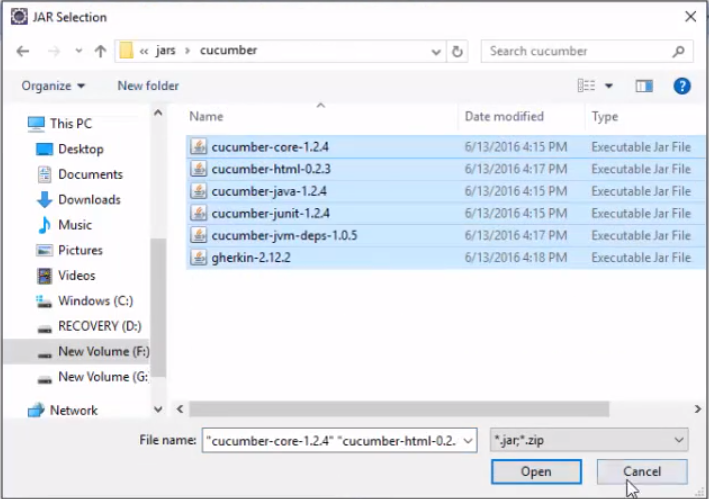 JAR Selection
« jars > cucumber
Search cucumber
Organize
New folder
Name Date modified Type
This PC
Desktop
Documents
Downloads
Music
Pictures
Videos
Windows (C:)
RECOVERY (D:)
New Volume (F:)
New Volume (G:
Network
cucumber-core-1.2.4 6/13/2016 4:15 PM Executable Jar File
cucumber-html-0.2.3 6/13/2016 4:17 PM Executable Jar File
cucumber-java-1.2.4 6/13/2016 4:15 PM Executable Jar File
cucumber-junit-1.2.4 6/13/2016 4:15 PM Executable Jar File
cucumber-jvm-deps-1.0.5 6/13/2016 4:17 PM Executable Jar File
gherkin-2.12.2 6/13/2016 4:18 PM Executable Jar File
File name: "cucumber-core-1.2.4" "cucumber-html-0.2. *.jar;*.zip
Open Cancel